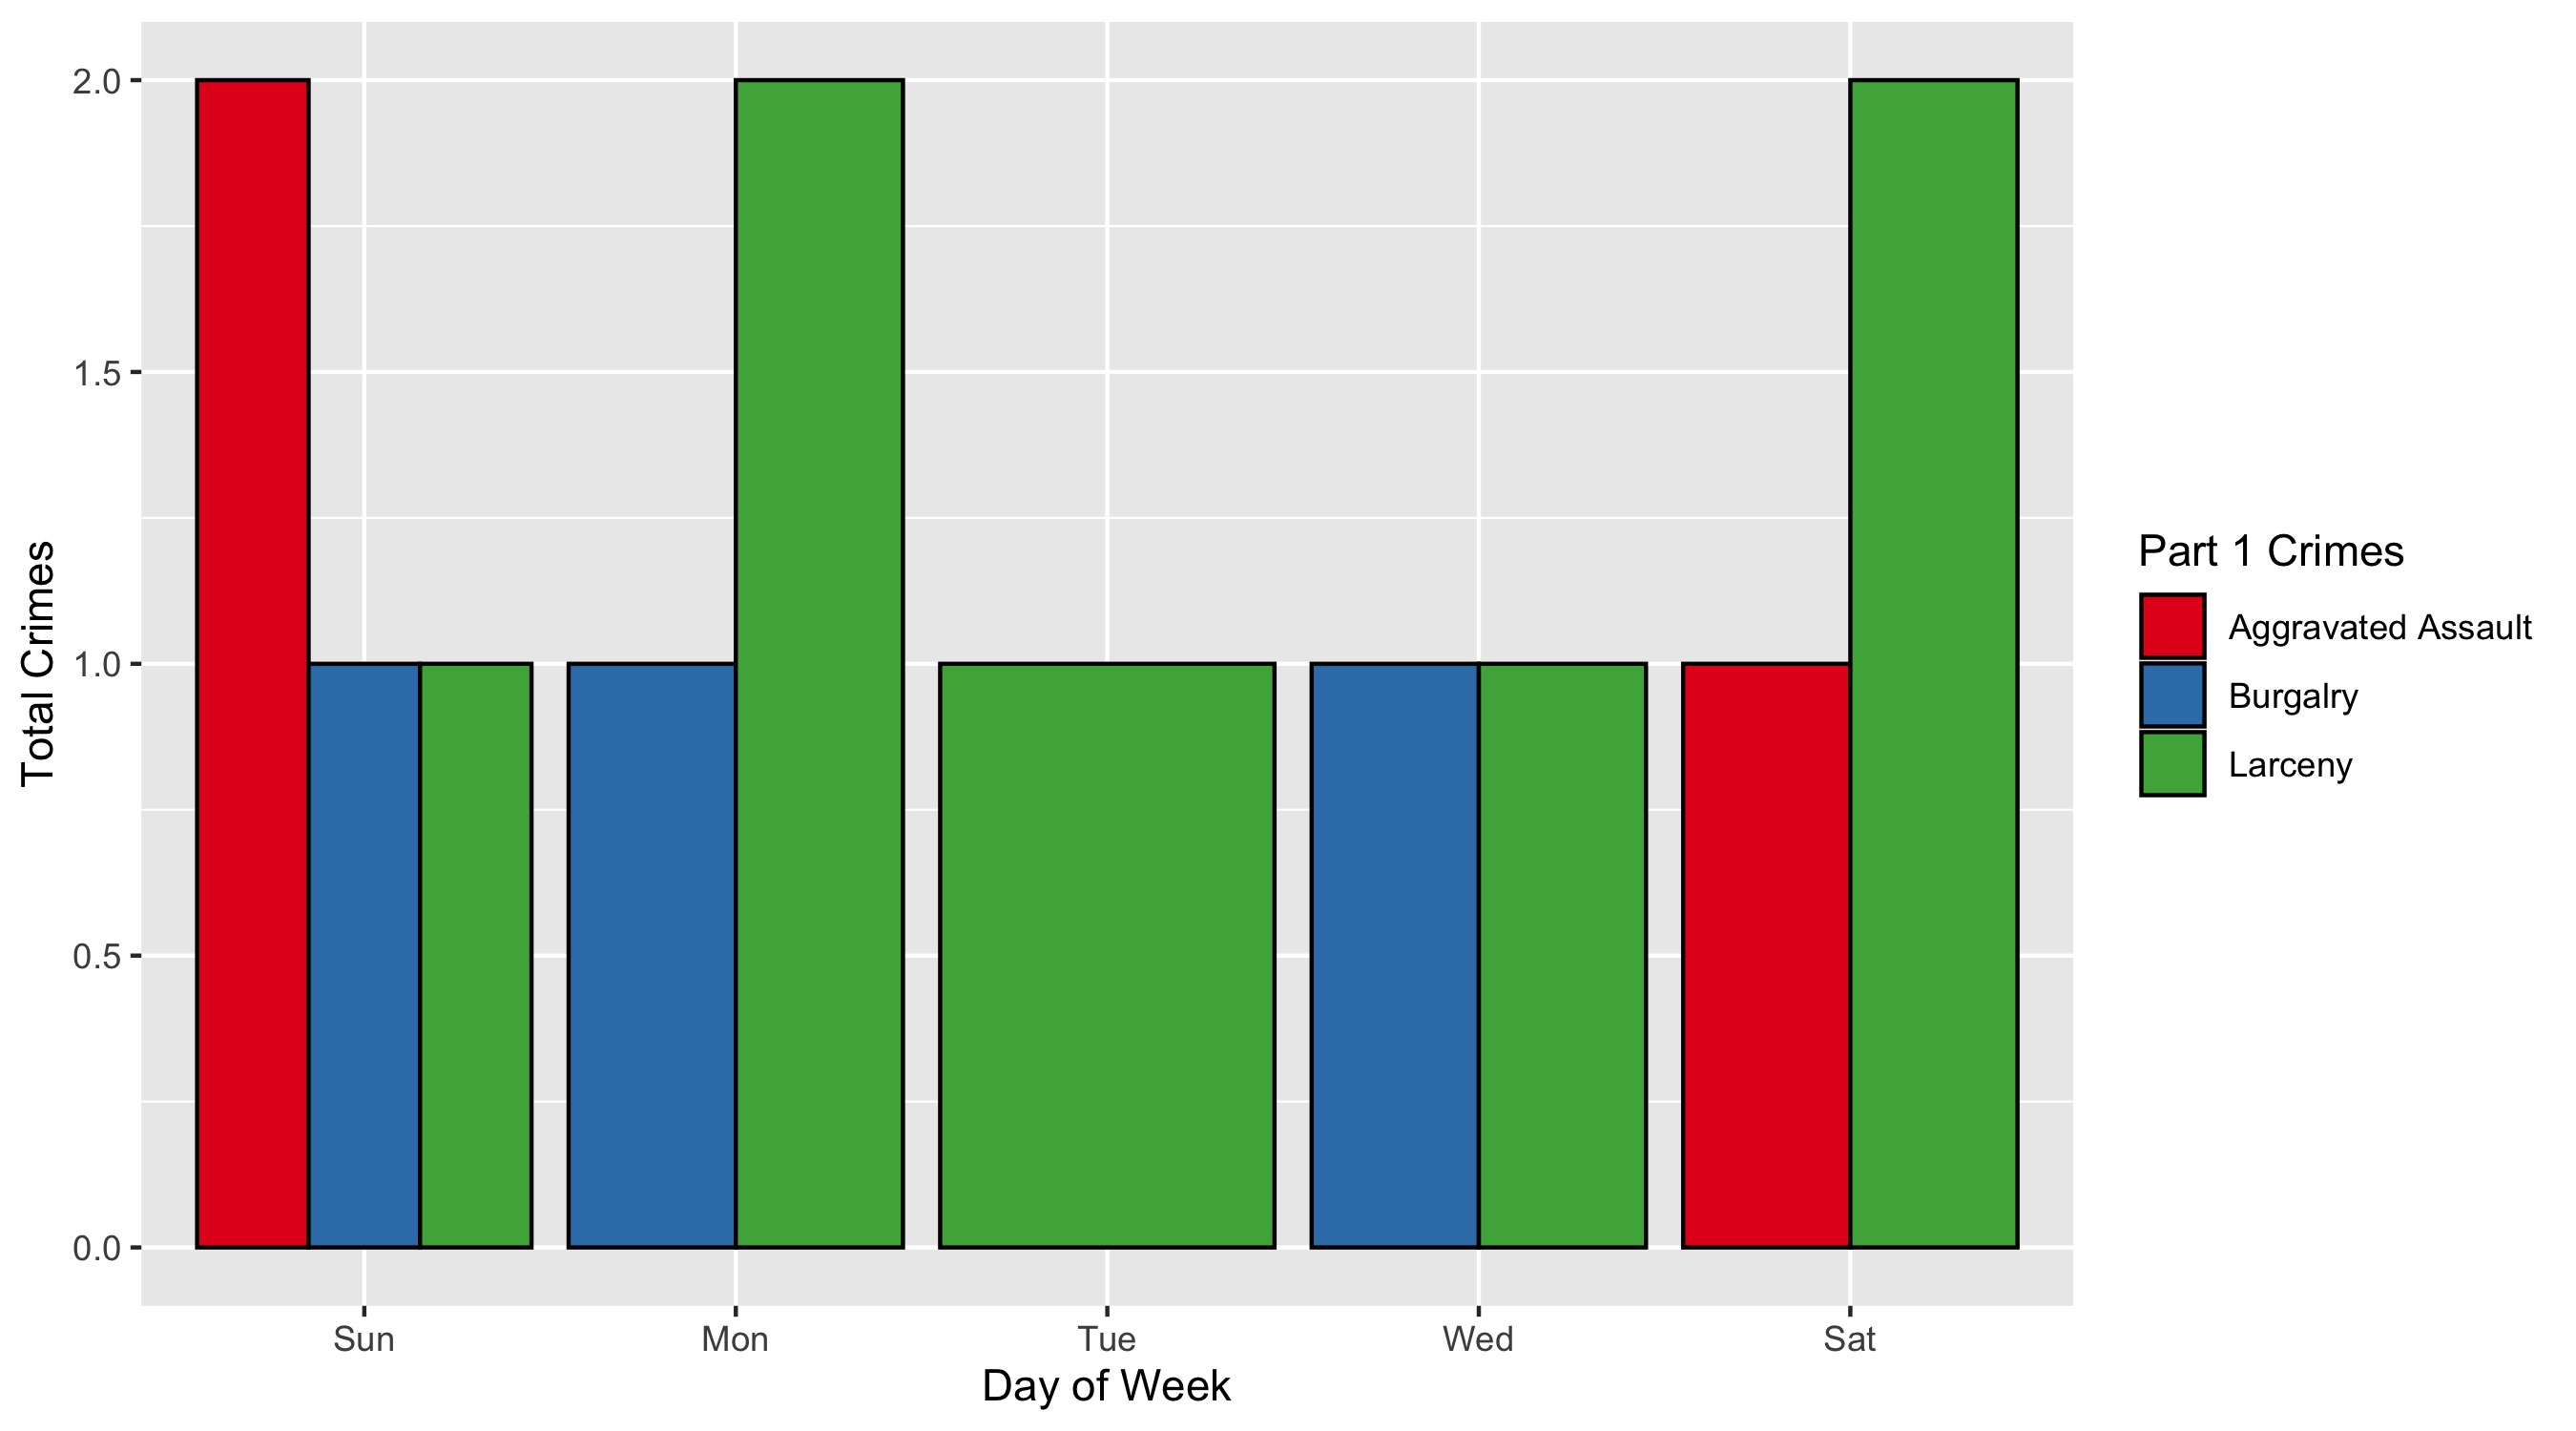 2.0
1.5
1.0
0.5
0.0
Total Crimes
Sun Mon Tue Wed Sat
Day of Week
Part 1 Crimes
Aggravated Assault
Burgalry
Larceny